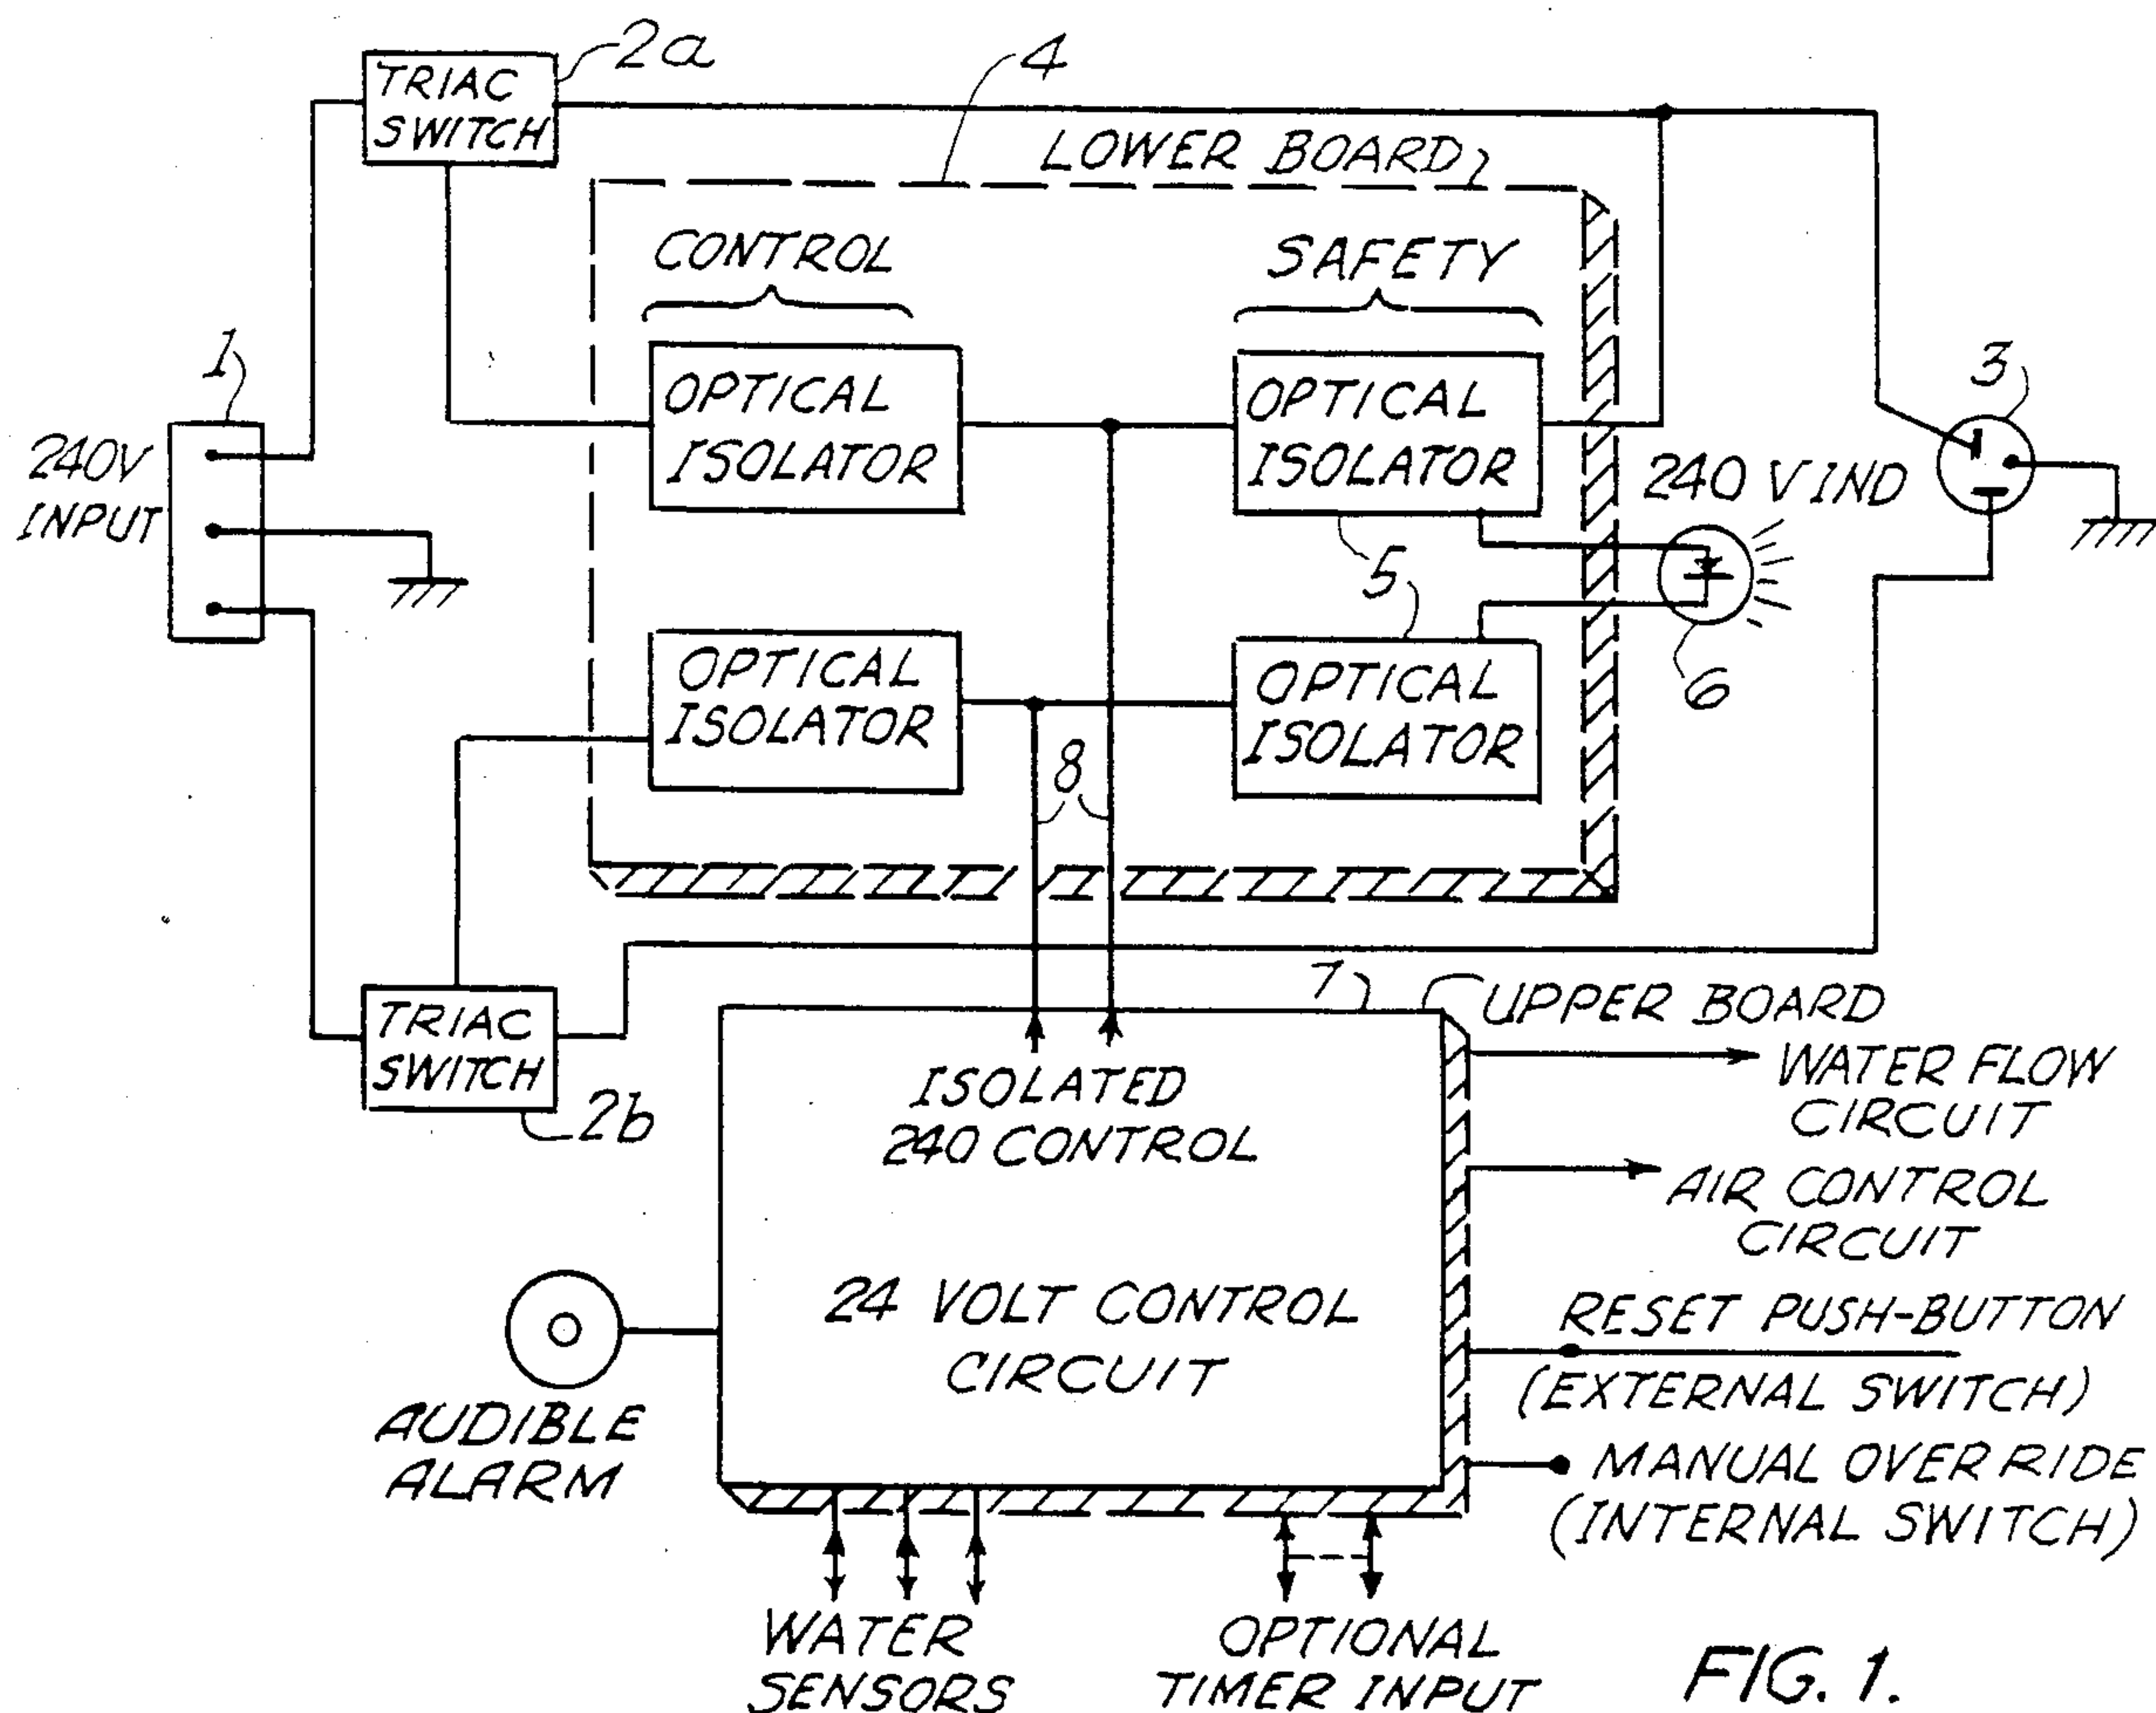 2a
TRIAC
SWITCH
4
LOWER BOARD
CONTROL
SAFETY
1
3
240V
INPUT
OPTICAL
ISOLATOR
OPTICAL
ISOLATOR
240 V IND
5
6
OPTICAL
ISOLATOR
OPTICAL
ISOLATOR
8
TRIAC
SWITCH
2b
7
UPPER BOARD
ISOLATED
240 CONTROL
WATER FLOW
CIRCUIT
AIR CONTROL
CIRCUIT
24 VOLT CONTROL
CIRCUIT
RESET PUSH-BUTTON
(EXTERNAL SWITCH)
AUDIBLE
ALARM
MANUAL OVERRIDE
(INTERNAL SWITCH)
WATER
SENSORS
OPTIONAL
TIMER INPUT
FIG. 1.